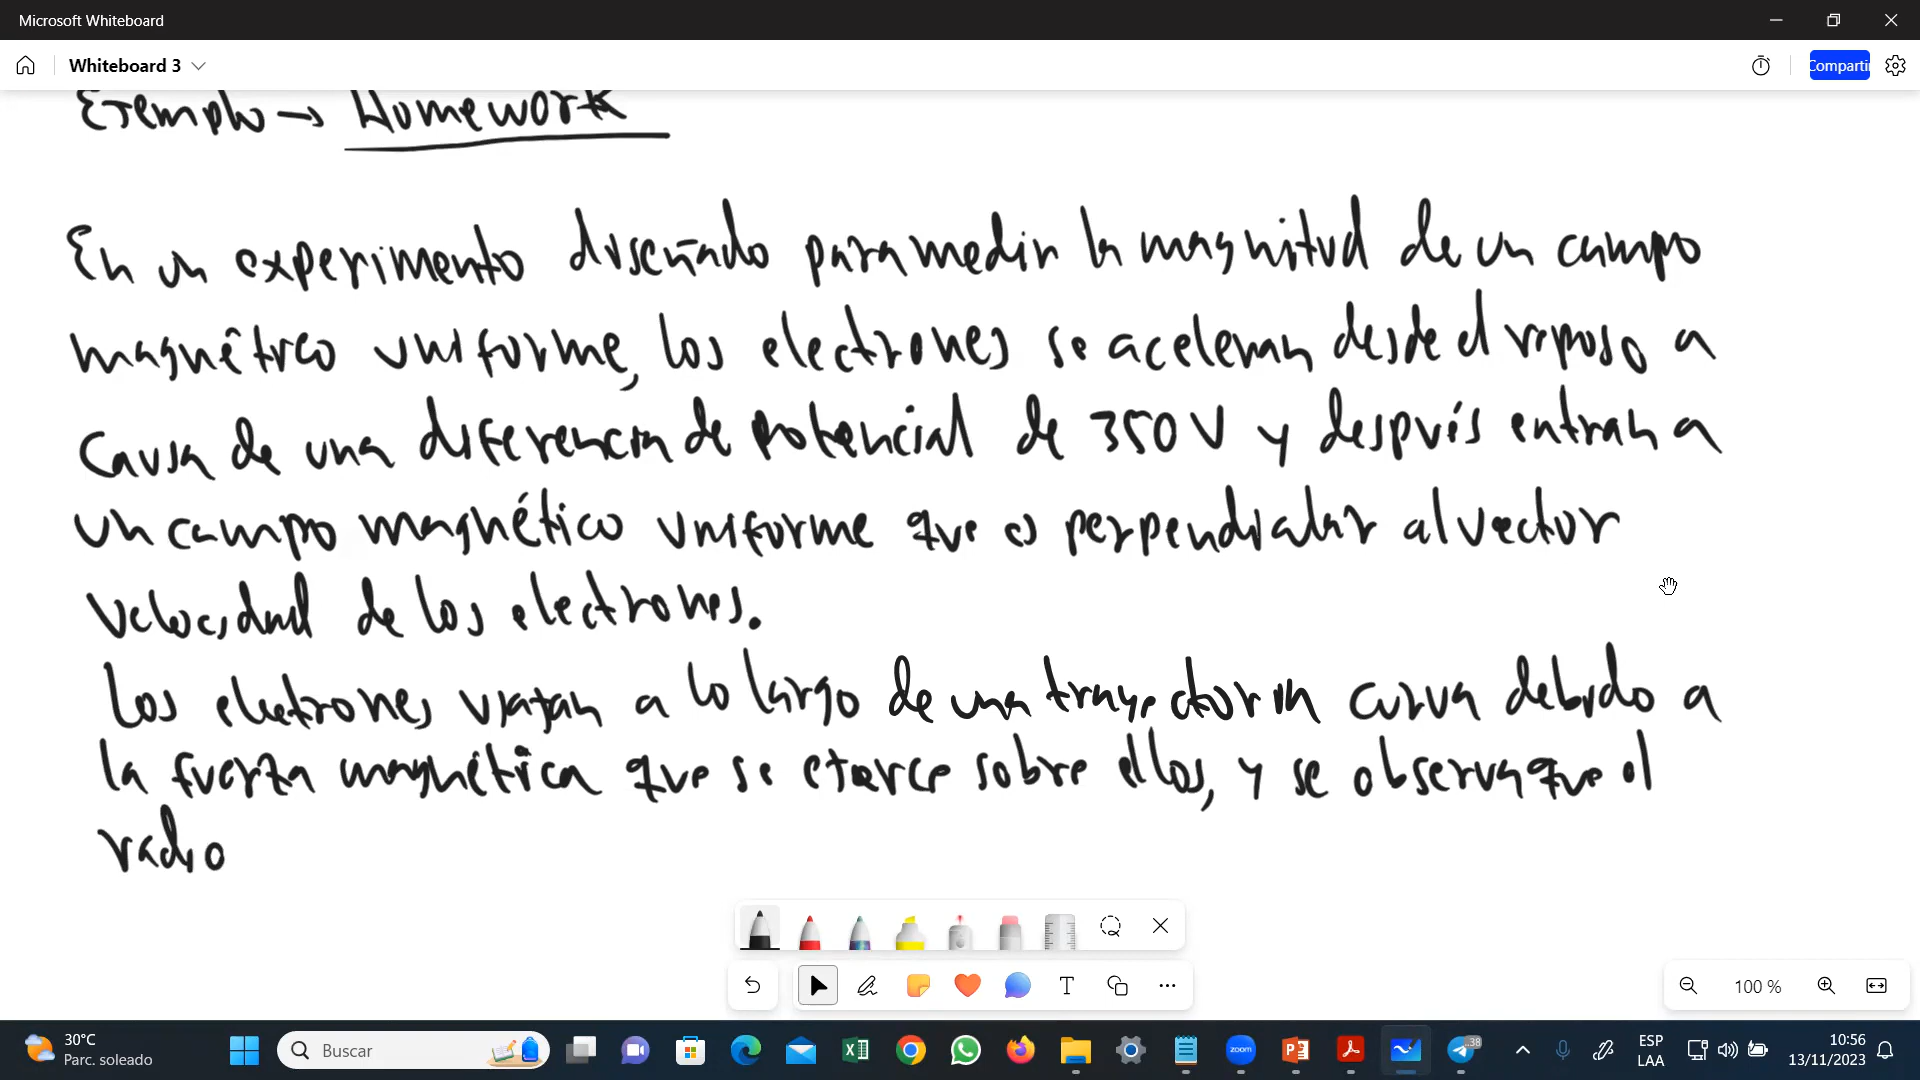 Microsoft Whiteboard
Whiteboard 3
Comparti
Ejemplo → Homework
En un experimento diseñado para medir la magnitud de un campo
magnético uniforme, los electrones se aceleran desde el reposo a
causa de una diferencia de potencial de 350 V y después entran a
un campo magnético uniforme que es perpendicular al vector
velocidad de los electrones.
Los electrones viajan a lo largo de una trayectoria curva debido a
la fuerza magnética que se ejerce sobre ellos, y se observa que el
radio
100 %
30°C
Parc. soleado
Buscar
zoom
38
ESP
LAA
10:56
13/11/2023